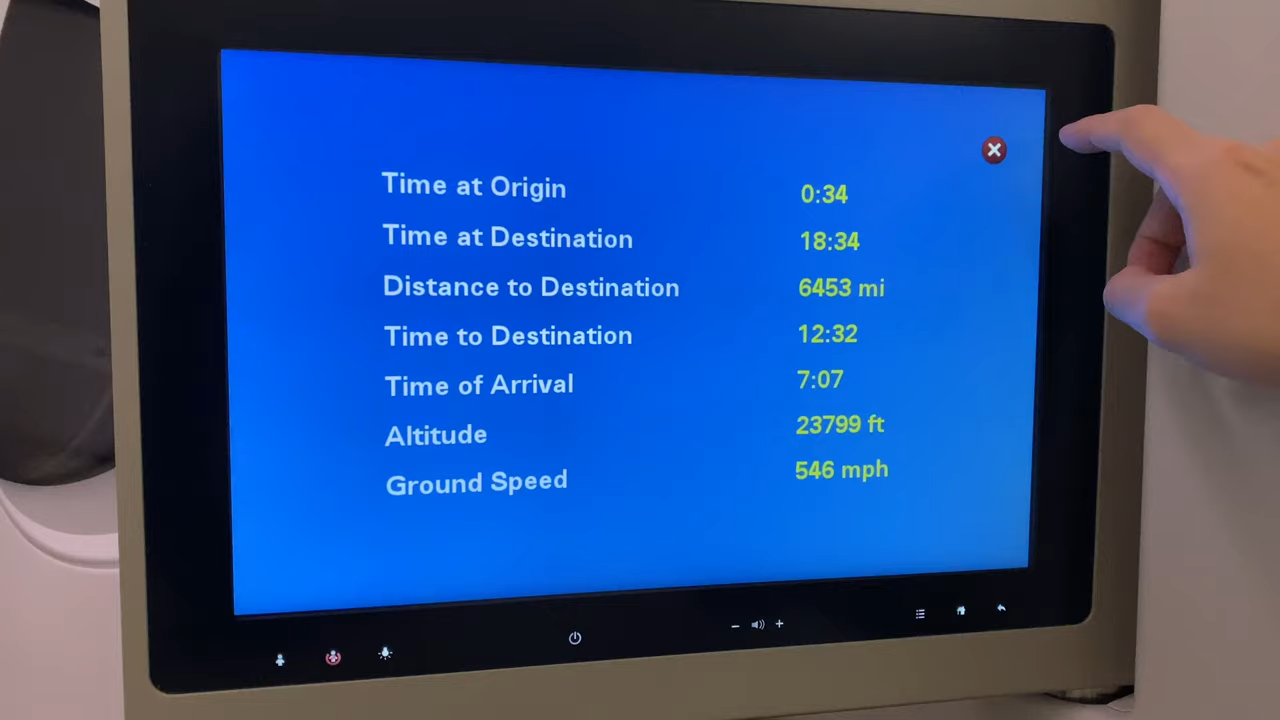 Time at Origin 0:34
Time at Destination 18:34
Distance to Destination 6453 mi
Time to Destination 12:32
Time of Arrival 7:07
Altitude 23799 ft
Ground Speed 546 mph